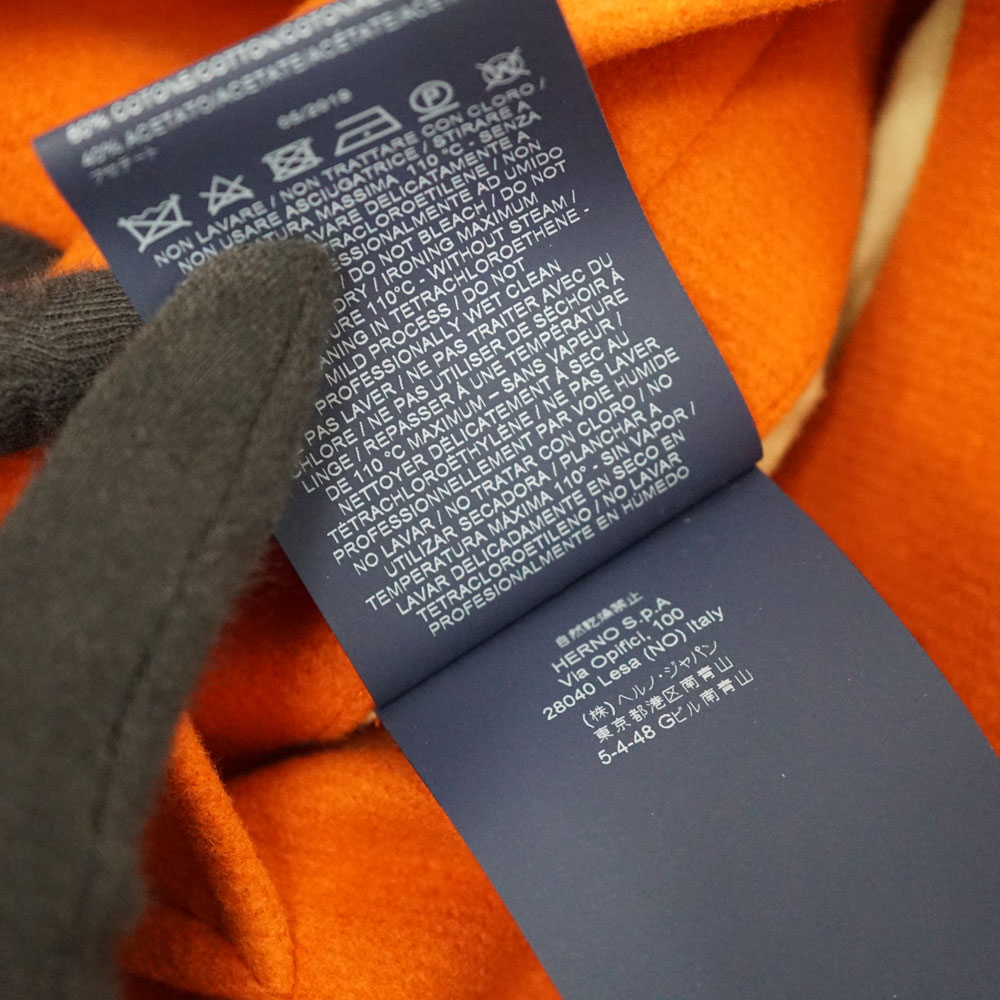 60% COTONE/COTTON/COTON
40% ACETATO/ACETATE/ACETATE/ACETA
アセテート
05/2019
NON LAVARE / NON TRATTARE CON CLORO /
NON USARE ASCIUGATRICE / STIRARE A
MASSIMA 110°C - SENZA
DELICATAMENTE A
/ NON
AD UMIDO
/ DO NOT BLEACH / DO NOT
DRY / IRONING MAXIMUM
110°C. WITHOUT STEAM /
IN TETRACHLOROETHENE -
MILD PROCESS / DO NOT
PROFESSIONALLY WET CLEAN
PAS LAVER / NE PAS TRAITER AVEC DU
CHLORE / NE PAS UTILISER DE SÉCHOIR À
LINGE / REPASSER À UNE TEMPÉRATURE
DE 110 °C MAXIMUM – SANS VAPEUR /
NETTOYER DÉLICATEMENT À SEC AU
TÉTRACHLOROÉTHYLÈNE / NE PAS LAVER
PROFESSIONNELLEMENT PAR VOIE HUMIDE
NO LAVAR / NO TRATAR CON CLORO / NO
UTILIZAR SECADORA / PLANCHAR A
TEMPERATURA MÁXIMA 110° - SIN VAPOR /
LAVAR DELICADAMENTE EN SECO EN
TETRACLOROETILENO / NO LAVAR
PROFESIONALMENTE EN HÚMEDO
自然乾燥禁止
HERNO S.P.A
Via Opifici, 100
28040 Lesa (NO) Italy
(株)ヘルノ・ジャパン
東京都港区南青山
5-4-48 Gビル南青山